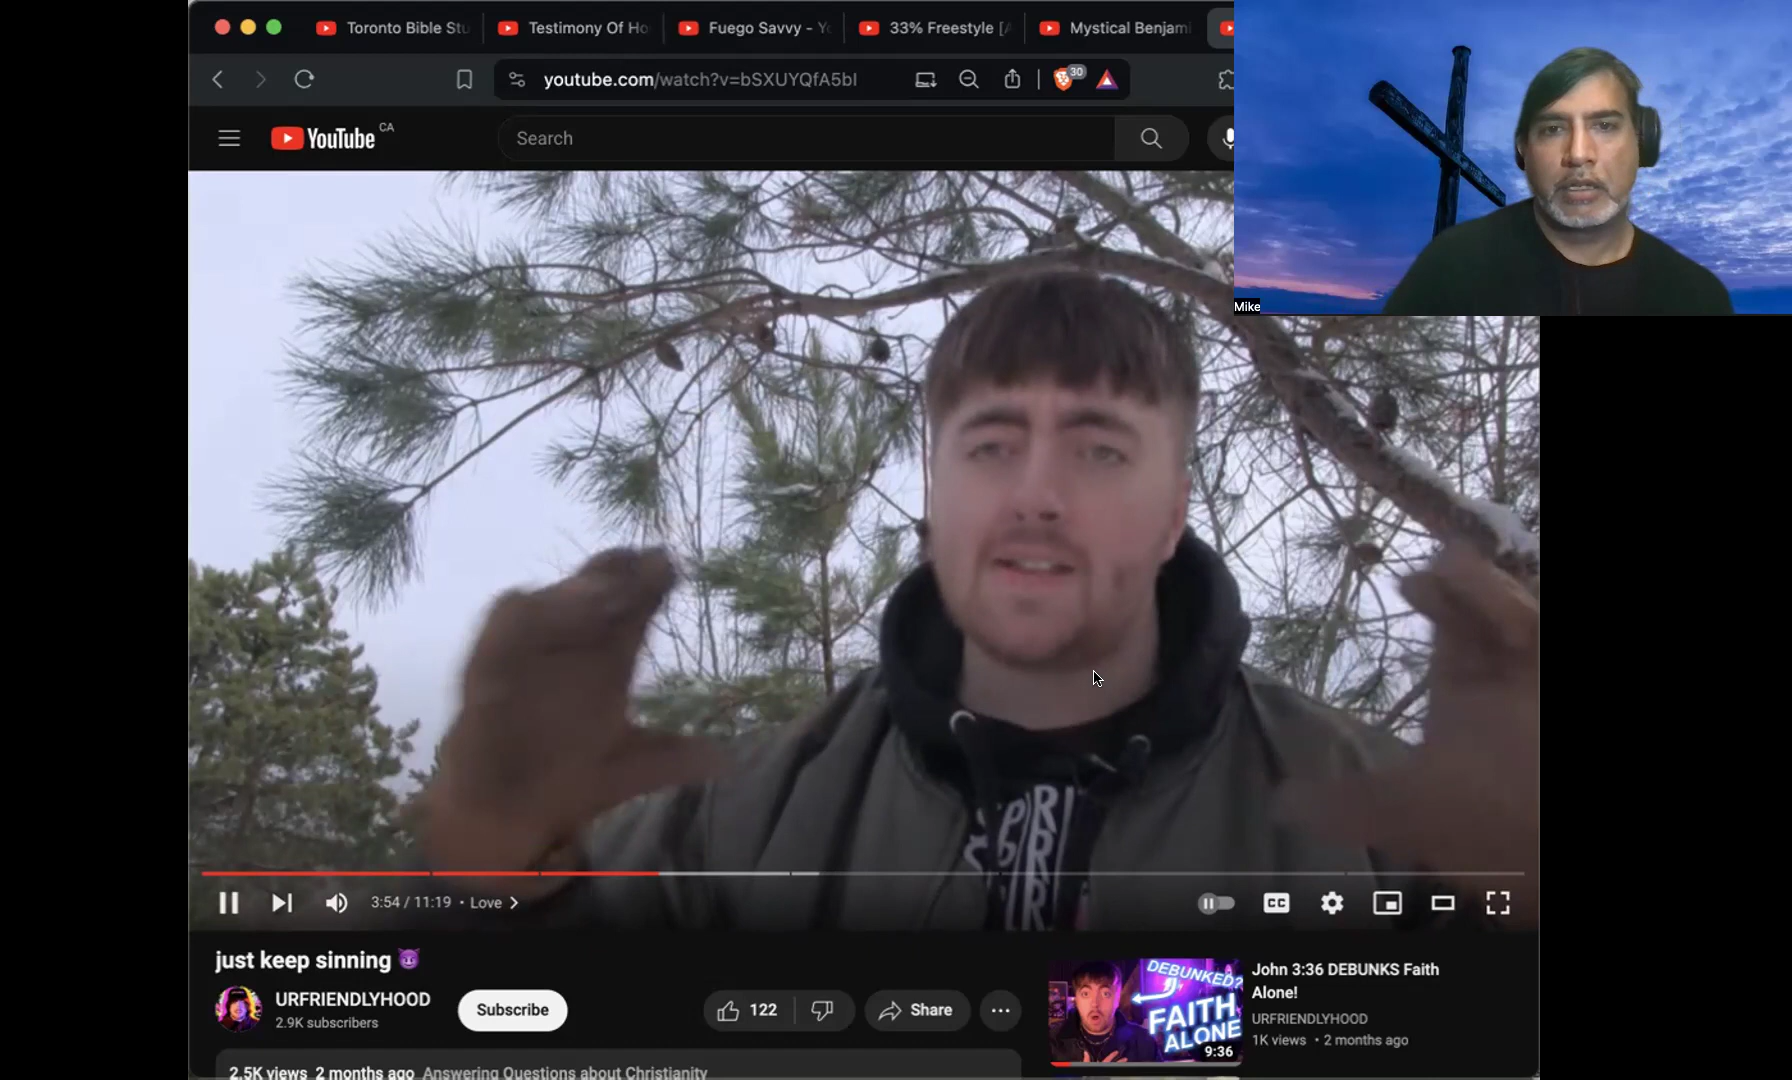 Toronto Bible Stu
Testimony Of Ho
Fuego Savvy - Yo
33% Freestyle [A
Mystical Benjami
youtube.com/watch?v=bSXUYQfA5bI
30
YouTube CA
Search
Mike
3:54 / 11:19 • Love
CC
just keep sinning 😈
URFRIENDLYHOOD
2.9K subscribers
Subscribe
122
Share
2.5K views 2 months ago Answering Questions about Christianity
DEBUNKED?
FAITH
ALONE
9:36
John 3:36 DEBUNKS Faith
Alone!
URFRIENDLYHOOD
1K views • 2 months ago